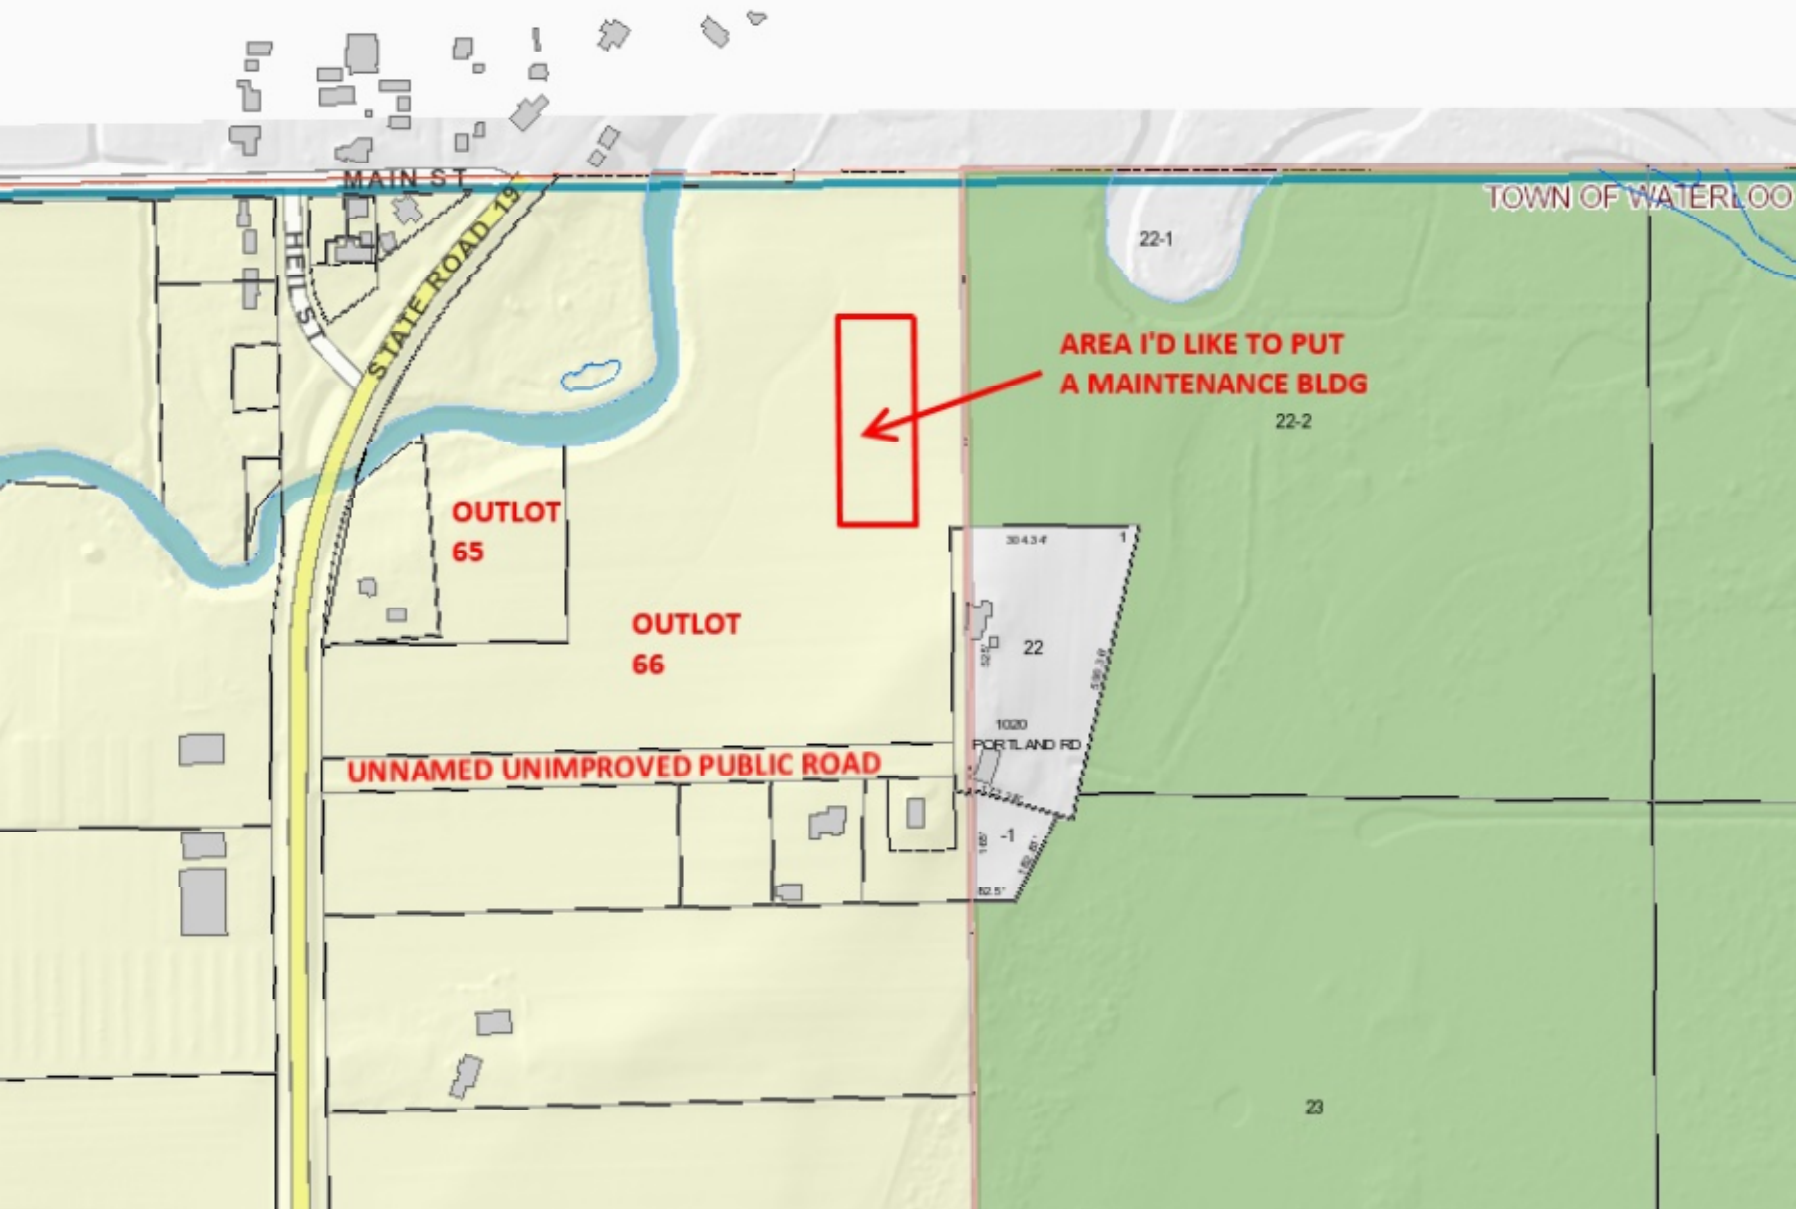 MAIN ST
TOWN OF WATERLOO
HEIL ST
STATE ROAD 19
22-1
AREA I'D LIKE TO PUT
A MAINTENANCE BLDG
22-2
OUTLOT
65
304.34'
1
OUTLOT
66
525'
22
1020
PORTLAND RD
UNNAMED UNIMPROVED PUBLIC ROAD
-1
165'
82.5'
23